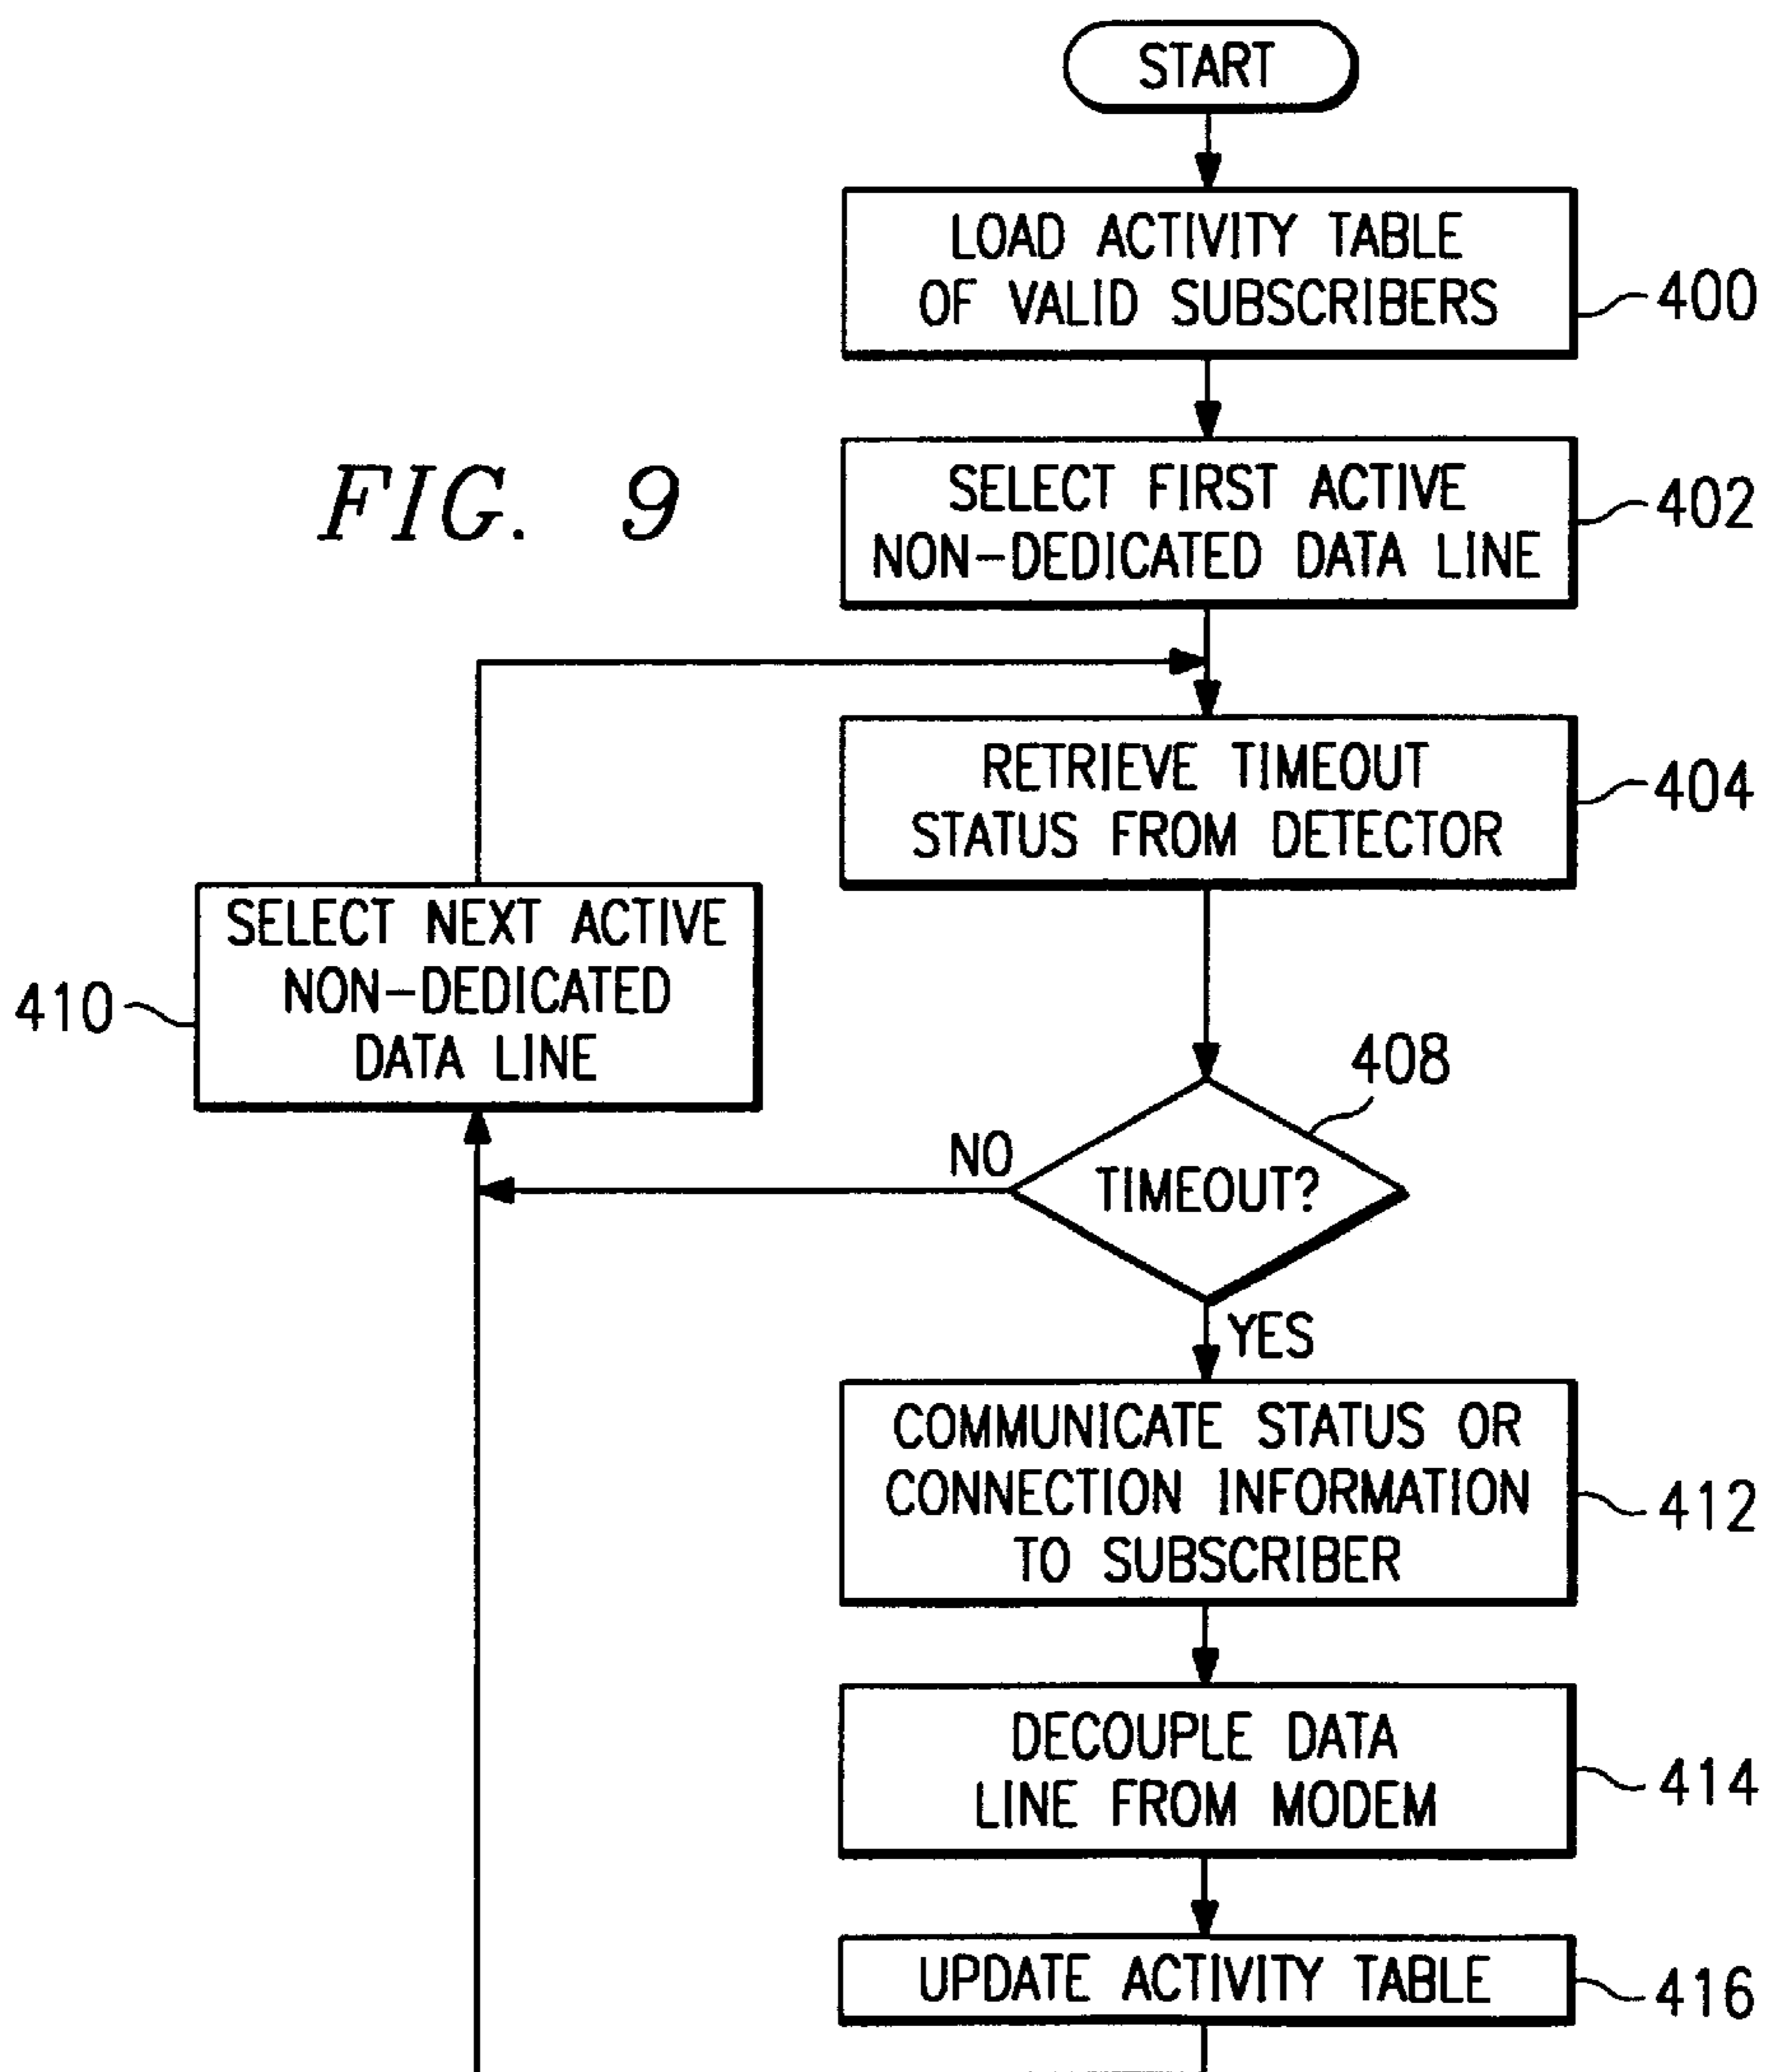 START
LOAD ACTIVITY TABLE
OF VALID SUBSCRIBERS
400
FIG. 9
SELECT FIRST ACTIVE
NON-DEDICATED DATA LINE
402
RETRIEVE TIMEOUT
STATUS FROM DETECTOR
404
SELECT NEXT ACTIVE
NON-DEDICATED
DATA LINE
410
408
NO
TIMEOUT?
YES
COMMUNICATE STATUS OR
CONNECTION INFORMATION
TO SUBSCRIBER
412
DECOUPLE DATA
LINE FROM MODEM
414
UPDATE ACTIVITY TABLE
416